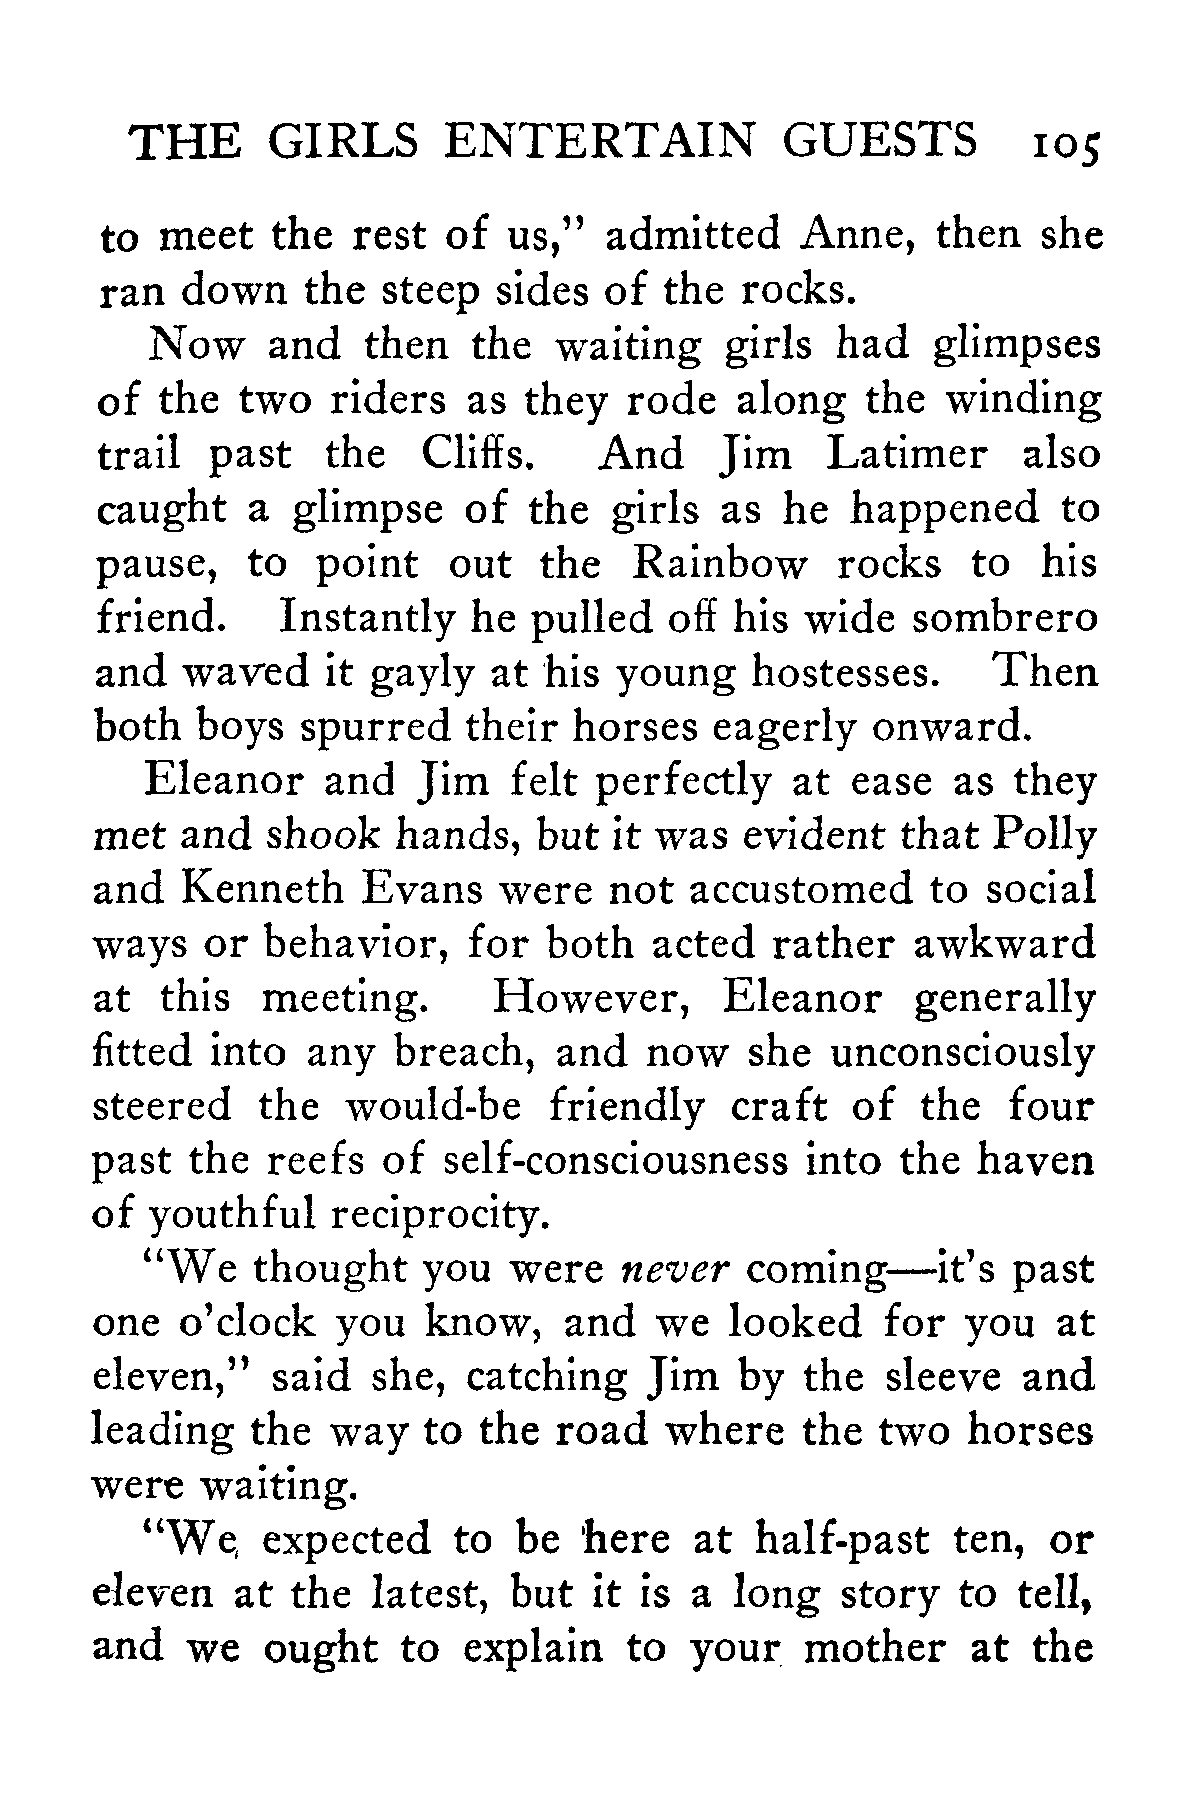 THE GIRLS ENTERTAIN GUESTS 105
to meet the rest of us,” admitted Anne, then she
ran down the steep sides of the rocks.
Now and then the waiting girls had glimpses
of the two riders as they rode along the winding
trail past the Cliffs. And Jim Latimer also
caught a glimpse of the girls as he happened to
pause, to point out the Rainbow rocks to his
friend. Instantly he pulled off his wide sombrero
and waved it gayly at his young hostesses. Then
both boys spurred their horses eagerly onward.
Eleanor and Jim felt perfectly at ease as they
met and shook hands, but it was evident that Polly
and Kenneth Evans were not accustomed to social
ways or behavior, for both acted rather awkward
at this meeting. However, Eleanor generally
fitted into any breach, and now she unconsciously
steered the would-be friendly craft of the four
past the reefs of self-consciousness into the haven
of youthful reciprocity.
“We thought you were never coming—it’s past
one o’clock you know, and we looked for you at
eleven,” said she, catching Jim by the sleeve and
leading the way to the road where the two horses
were waiting.
“We expected to be here at half-past ten, or
eleven at the latest, but it is a long story to tell,
and we ought to explain to your mother at the